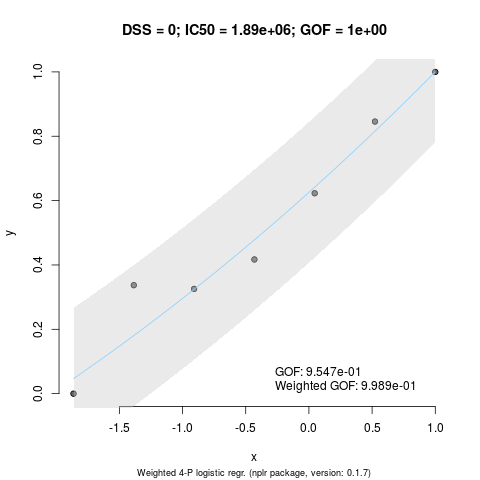 DSS = 0; IC50 = 1.89e+06; GOF = 1e+00
1.0
0.8
0.6
0.4
0.2
0.0
y
GOF: 9.547e-01
Weighted GOF: 9.989e-01
-1.5 -1.0 -0.5 0.0 0.5 1.0
x
Weighted 4-P logistic regr. (nplr package, version: 0.1.7)